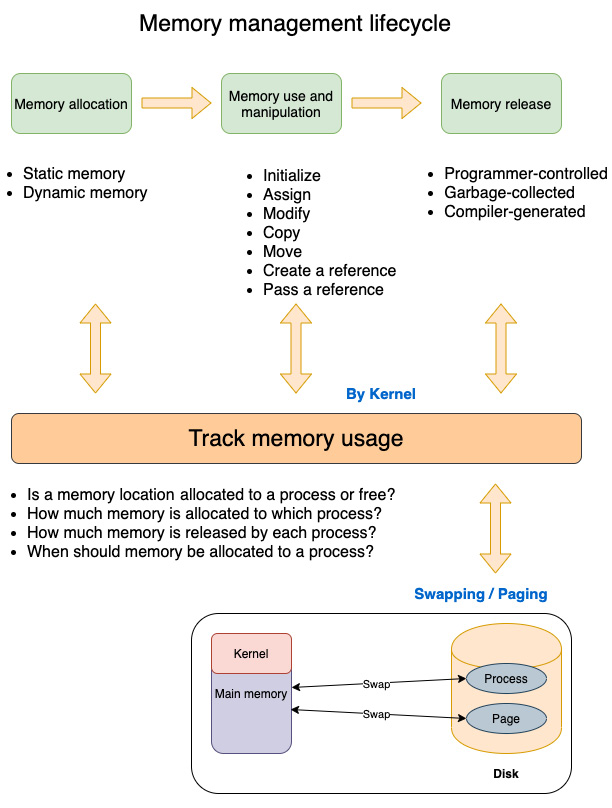 Memory management lifecycle
Memory allocation
Memory use and
manipulation
Memory release
• Static memory
• Dynamic memory
• Initialize
• Assign
• Modify
• Copy
• Move
• Create a reference
• Pass a reference
• Programmer-controlled
• Garbage-collected
• Compiler-generated
By Kernel
Track memory usage
• Is a memory location allocated to a process or free?
• How much memory is allocated to which process?
• How much memory is released by each process?
• When should memory be allocated to a process?
Swapping / Paging
Kernel
Main memory
Swap
Swap
Process
Page
Disk